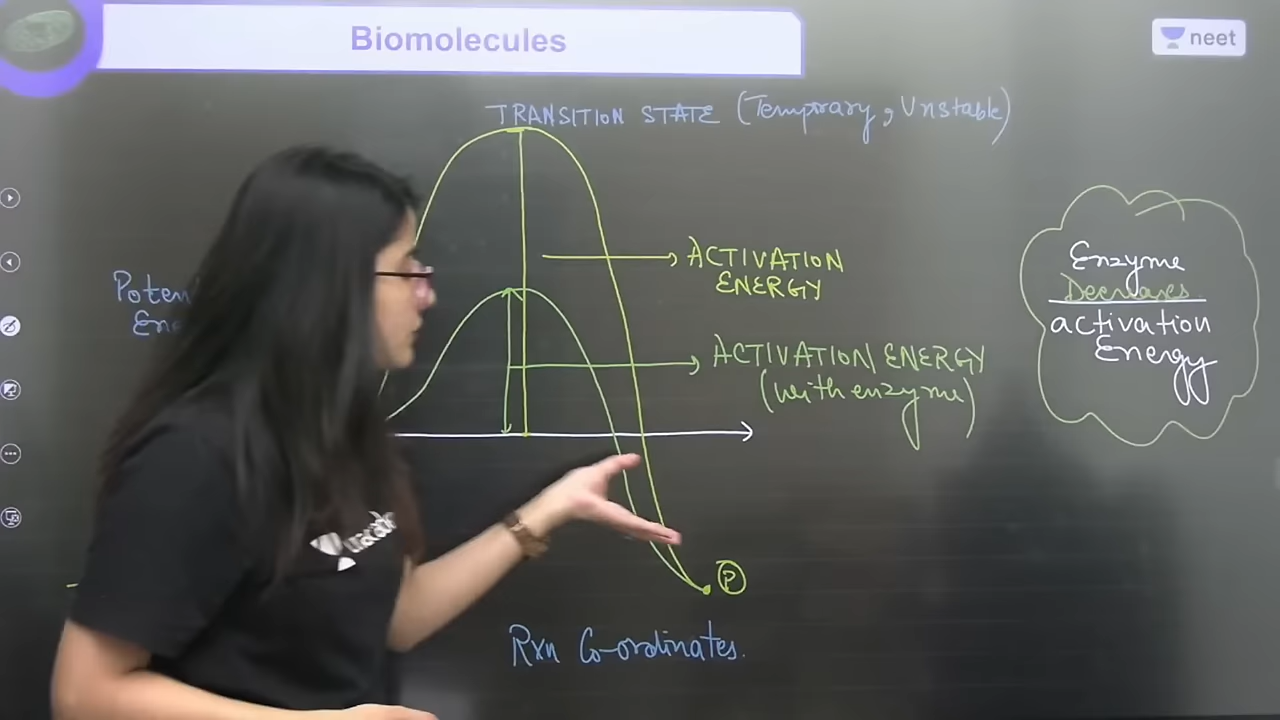 Biomolecules
neet
TRANSITION STATE (Temporary, Unstable)
ACTIVATION
ENERGY
Enzyme
Decreases
activation
Energy
ACTIVATION ENERGY
(with enzyme)
P
Rxn Co-ordinates.